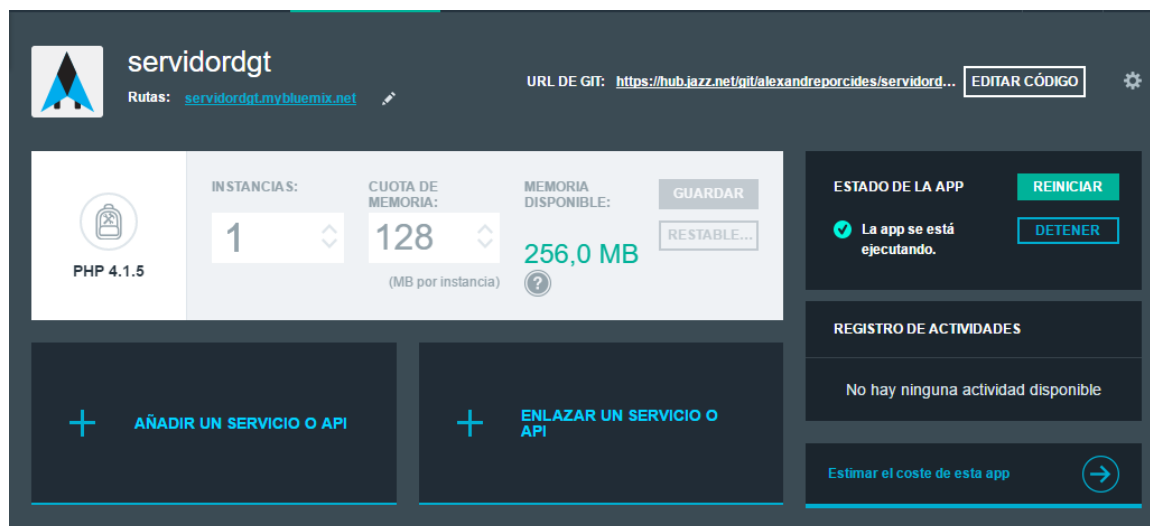 servidordgt
Rutas: servidordgt.mybluemix.net
URL DE GIT: https://hub.jazz.net/git/alexandreporcides/servidord...
EDITAR CÓDIGO
PHP 4.1.5
INSTANCIAS:
1
CUOTA DE
MEMORIA:
128
(MB por instancia)
MEMORIA
DISPONIBLE:
256,0 MB
?
GUARDAR
RESTABLE...
ESTADO DE LA APP
REINICIAR
La app se está
ejecutando.
DETENER
REGISTRO DE ACTIVIDADES
No hay ninguna actividad disponible
AÑADIR UN SERVICIO O API
ENLAZAR UN SERVICIO O
API
Estimar el coste de esta app